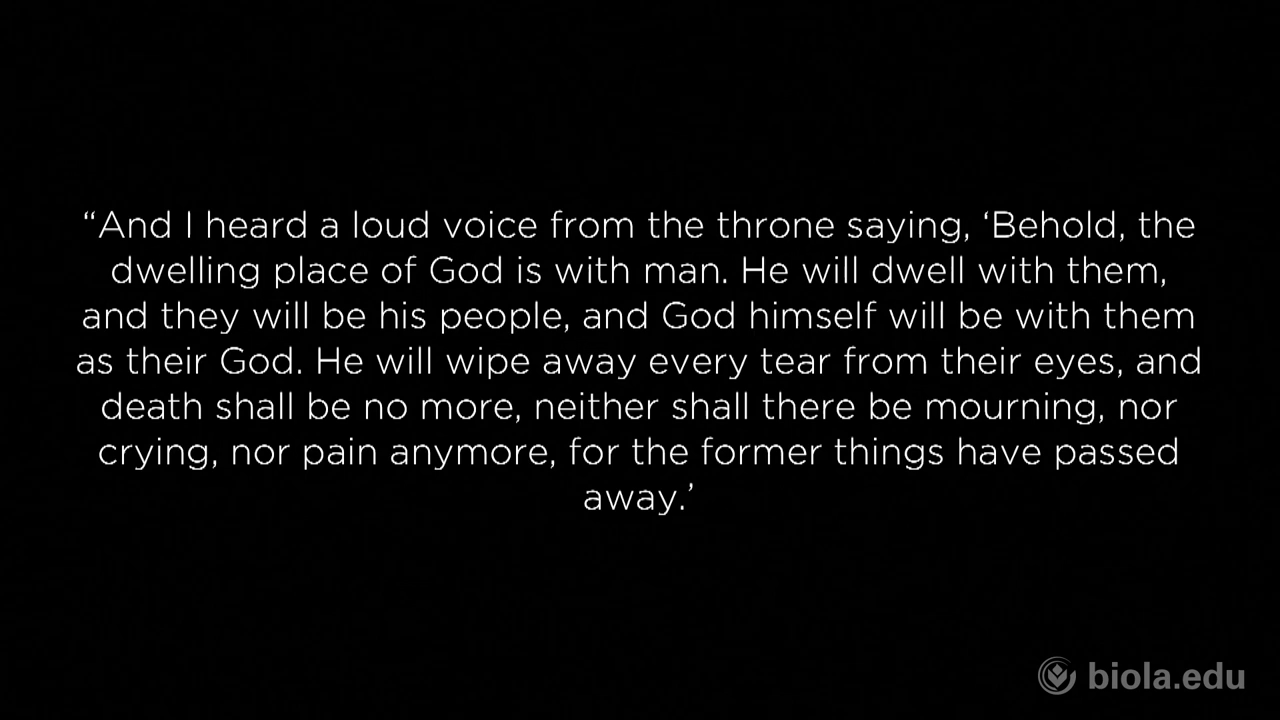 “And I heard a loud voice from the throne saying, ‘Behold, the
dwelling place of God is with man. He will dwell with them,
and they will be his people, and God himself will be with them
as their God. He will wipe away every tear from their eyes, and
death shall be no more, neither shall there be mourning, nor
crying, nor pain anymore, for the former things have passed
away.’
biola.edu